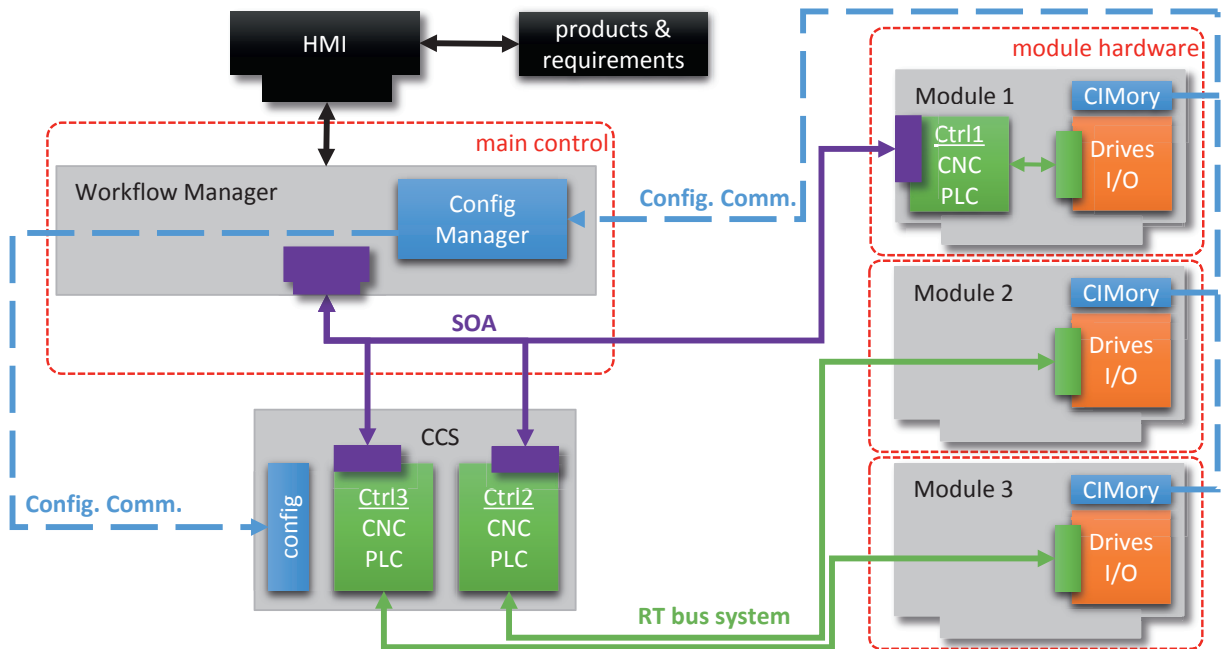 HMI
products &
requirements
main control
Workflow Manager
Config
Manager
Config. Comm.
SOA
CCS
config
Ctrl3
CNC
PLC
Ctrl2
CNC
PLC
Config. Comm.
RT bus system
module hardware
Module 1
CIMory
Ctrl1
CNC
PLC
Drives
I/O
Module 2
CIMory
Drives
I/O
Module 3
CIMory
Drives
I/O